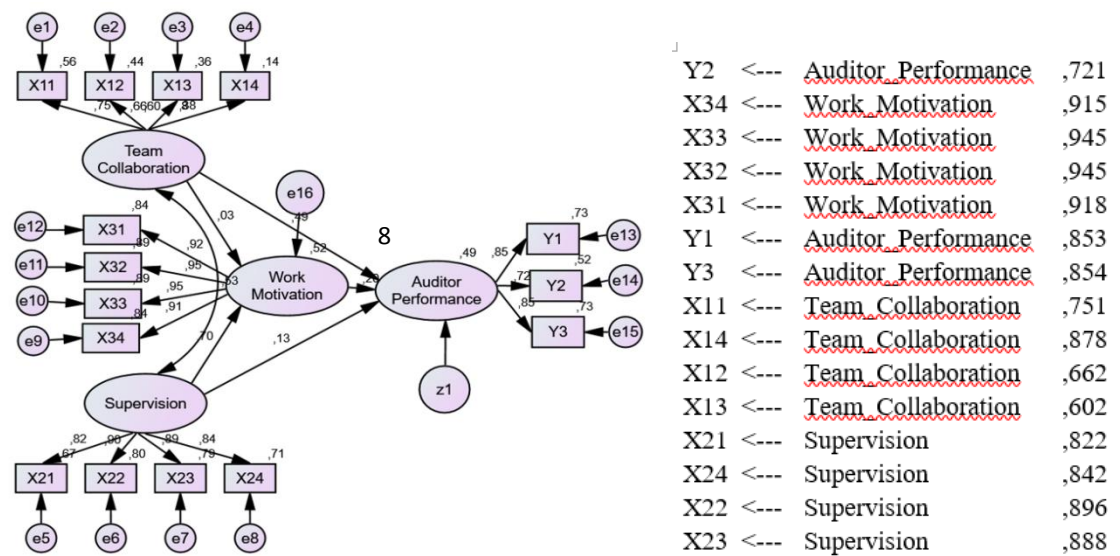 e1 e2 e3 e4
,56 ,44 ,36 ,14
X11 X12 X13 X14
,75 ,66 ,60
Team
Collaboration
e16
,03 ,49
,84
e12 X31
,92
,89
e11 X32
,95
,89
e10 X33
,95
,84
e9 X34
,91
,52
Work
Motivation
8
,49
Auditor
Performance
,73
,85 Y1 e13
,52
,72 Y2 e14
,73
,85 Y3 e15
,70
,13
z1
Supervision
,82 ,90 ,89 ,84
,67 ,80 ,79 ,71
X21 X22 X23 X24
e5 e6 e7 e8
Y2 <--- Auditor_Performance ,721
X34 <--- Work_Motivation ,915
X33 <--- Work_Motivation ,945
X32 <--- Work_Motivation ,945
X31 <--- Work_Motivation ,918
Y1 <--- Auditor_Performance ,853
Y3 <--- Auditor_Performance ,854
X11 <--- Team_Collaboration ,751
X14 <--- Team_Collaboration ,878
X12 <--- Team_Collaboration ,662
X13 <--- Team_Collaboration ,602
X21 <--- Supervision ,822
X24 <--- Supervision ,842
X22 <--- Supervision ,896
X23 <--- Supervision ,888